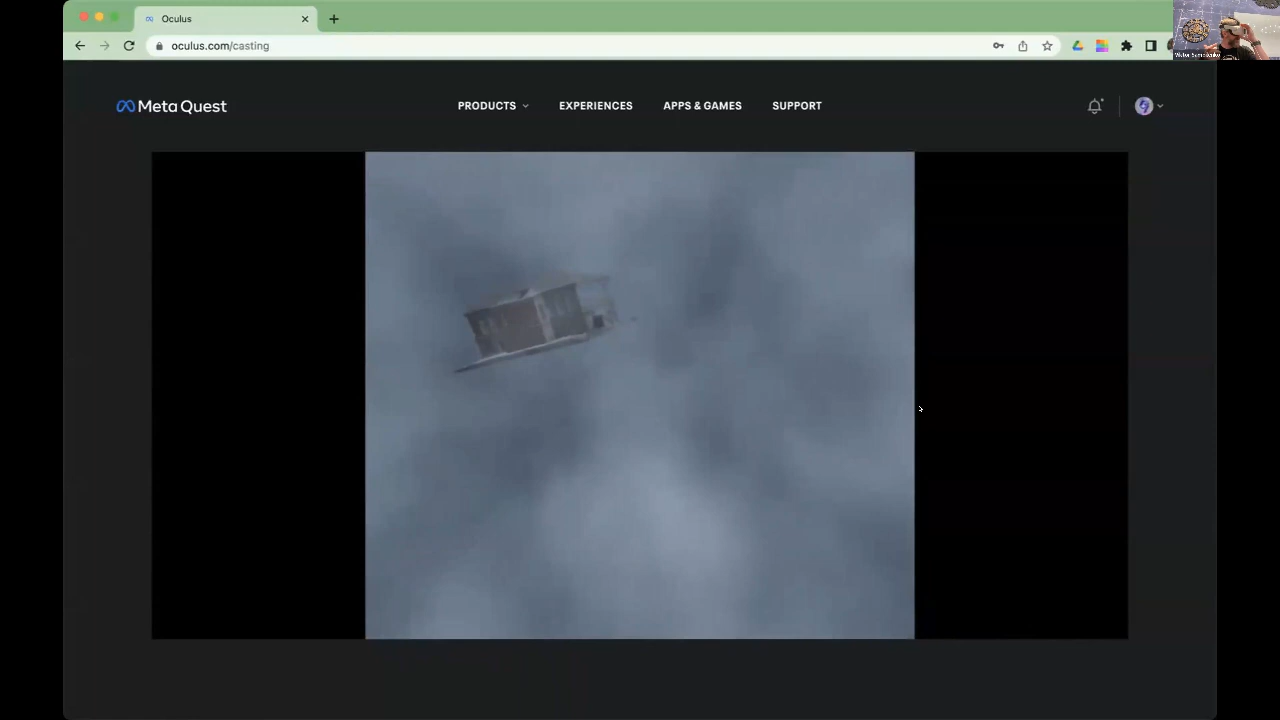 Oculus
oculus.com/casting
Meta Quest
PRODUCTS
EXPERIENCES
APPS & GAMES
SUPPORT